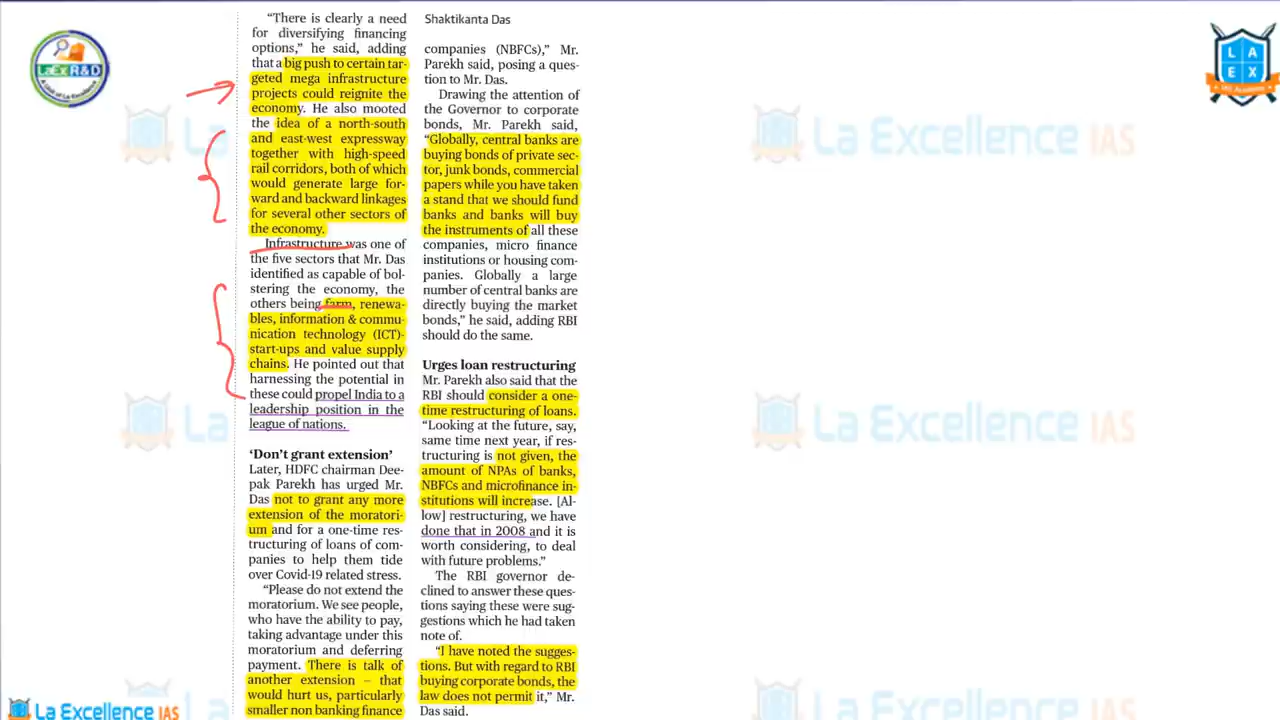 "There is clearly a need
for diversifying financing
options," he said, adding
that a big push to certain tar-
geted mega infrastructure
projects could reignite the
economy. He also mooted
the idea of a north-south
and east-west expressway
together with high-speed
rail corridors, both of which
would generate large for-
ward and backward linkages
for several other sectors of
the economy.
Infrastructure was one of
the five sectors that Mr. Das
identified as capable of bol-
stering the economy, the
others being farm, renewa-
bles, information & commu-
nication technology (ICT)-
start-ups and value supply
chains. He pointed out that
harnessing the potential in
these could propel India to a
leadership position in the
league of nations.
'Don't grant extension'
Later, HDFC chairman Dee-
pak Parekh has urged Mr.
Das not to grant any more
extension of the moratori-
um and for a one-time res-
tructuring of loans of com-
panies to help them tide
over Covid-19 related stress.
"Please do not extend the
moratorium. We see people,
who have the ability to pay,
taking advantage under this
moratorium and deferring
payment. There is talk of
another extension – that
would hurt us, particularly
smaller non banking finance
Shaktikanta Das
companies (NBFCs)," Mr.
Parekh said, posing a ques-
tion to Mr. Das.
Drawing the attention of
the Governor to corporate
bonds, Mr. Parekh said,
"Globally, central banks are
buying bonds of private sec-
tor, junk bonds, commercial
papers while you have taken
a stand that we should fund
banks and banks will buy
the instruments of all these
companies, micro finance
institutions or housing com-
panies. Globally a large
number of central banks are
directly buying the market
bonds," he said, adding RBI
should do the same.
Urges loan restructuring
Mr. Parekh also said that the
RBI should consider a one-
time restructuring of loans.
"Looking at the future, say,
same time next year, if res-
tructuring is not given, the
amount of NPAs of banks,
NBFCs and microfinance in-
stitutions will increase. [Al-
low] restructuring, we have
done that in 2008 and it is
worth considering, to deal
with future problems."
The RBI governor de-
clined to answer these ques-
tions saying these were sug-
gestions which he had taken
note of.
"I have noted the sugges-
tions. But with regard to RBI
buying corporate bonds, the
law does not permit it," Mr.
Das said.
LaEx R&D
A Unit of La Excellence
L A
E X
IAS Academy
La Excellence IAS
La
La Excellence IAS
La
La Excellence IAS
La Excellence IAS